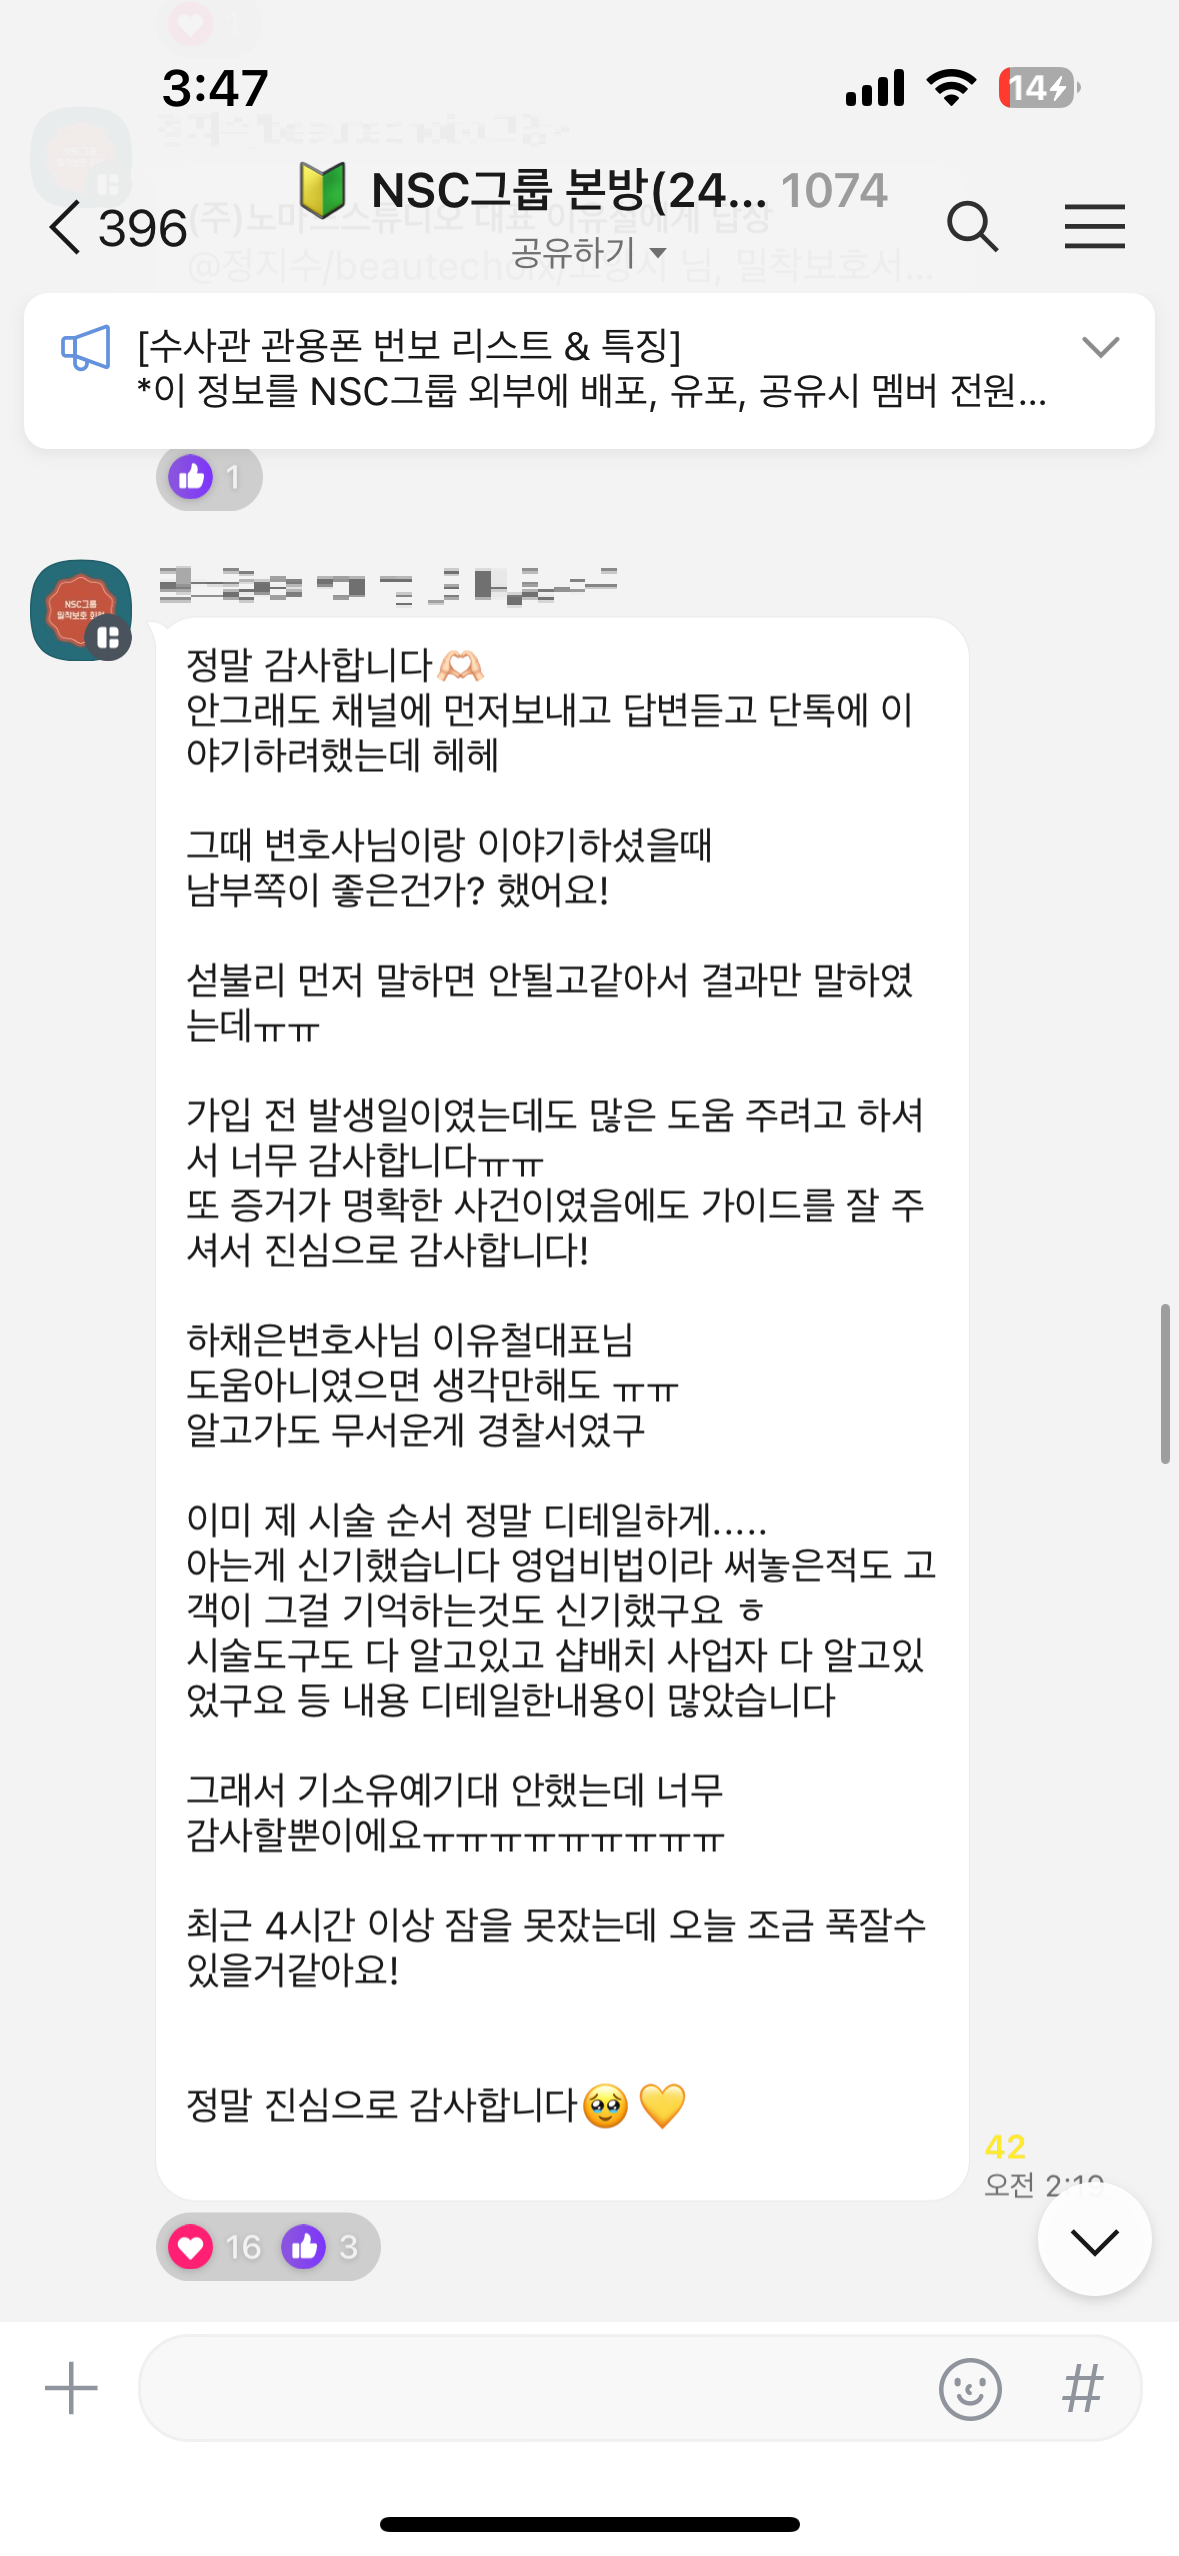 3:47
14
NSC그룹 본방(24... 1074
396
공유하기
[수사관 관용폰 번보 리스트 & 특징]
*이 정보를 NSC그룹 외부에 배포, 유포, 공유시 멤버 전원...
1
NSC그룹
밀착보호 회원
정말 감사합니다🫶🏻
안그래도 채널에 먼저보내고 답변듣고 단톡에 이
야기하려했는데 헤헤
그때 변호사님이랑 이야기하셨을때
남부쪽이 좋은건가? 했어요!
섣불리 먼저 말하면 안될고같아서 결과만 말하였
는데ㅠㅠ
가입 전 발생일이였는데도 많은 도움 주려고 하셔
서 너무 감사합니다ㅠㅠ
또 증거가 명확한 사건이였음에도 가이드를 잘 주
셔서 진심으로 감사합니다!
하채은변호사님 이유철대표님
도움아니였으면 생각만해도 ㅠㅠ
알고가도 무서운게 경찰서였구
이미 제 시술 순서 정말 디테일하게.....
아는게 신기했습니다 영업비법이라 써놓은적도 고
객이 그걸 기억하는것도 신기했구요 ㅎ
시술도구도 다 알고있고 샵배치 사업자 다 알고있
었구요 등 내용 디테일한내용이 많았습니다
그래서 기소유예기대 안했는데 너무
감사할뿐이에요ㅠㅠㅠㅠㅠㅠㅠㅠㅠ
최근 4시간 이상 잠을 못잤는데 오늘 조금 푹잘수
있을거같아요!
정말 진심으로 감사합니다🥹💛
42
오전 2:19
16 3